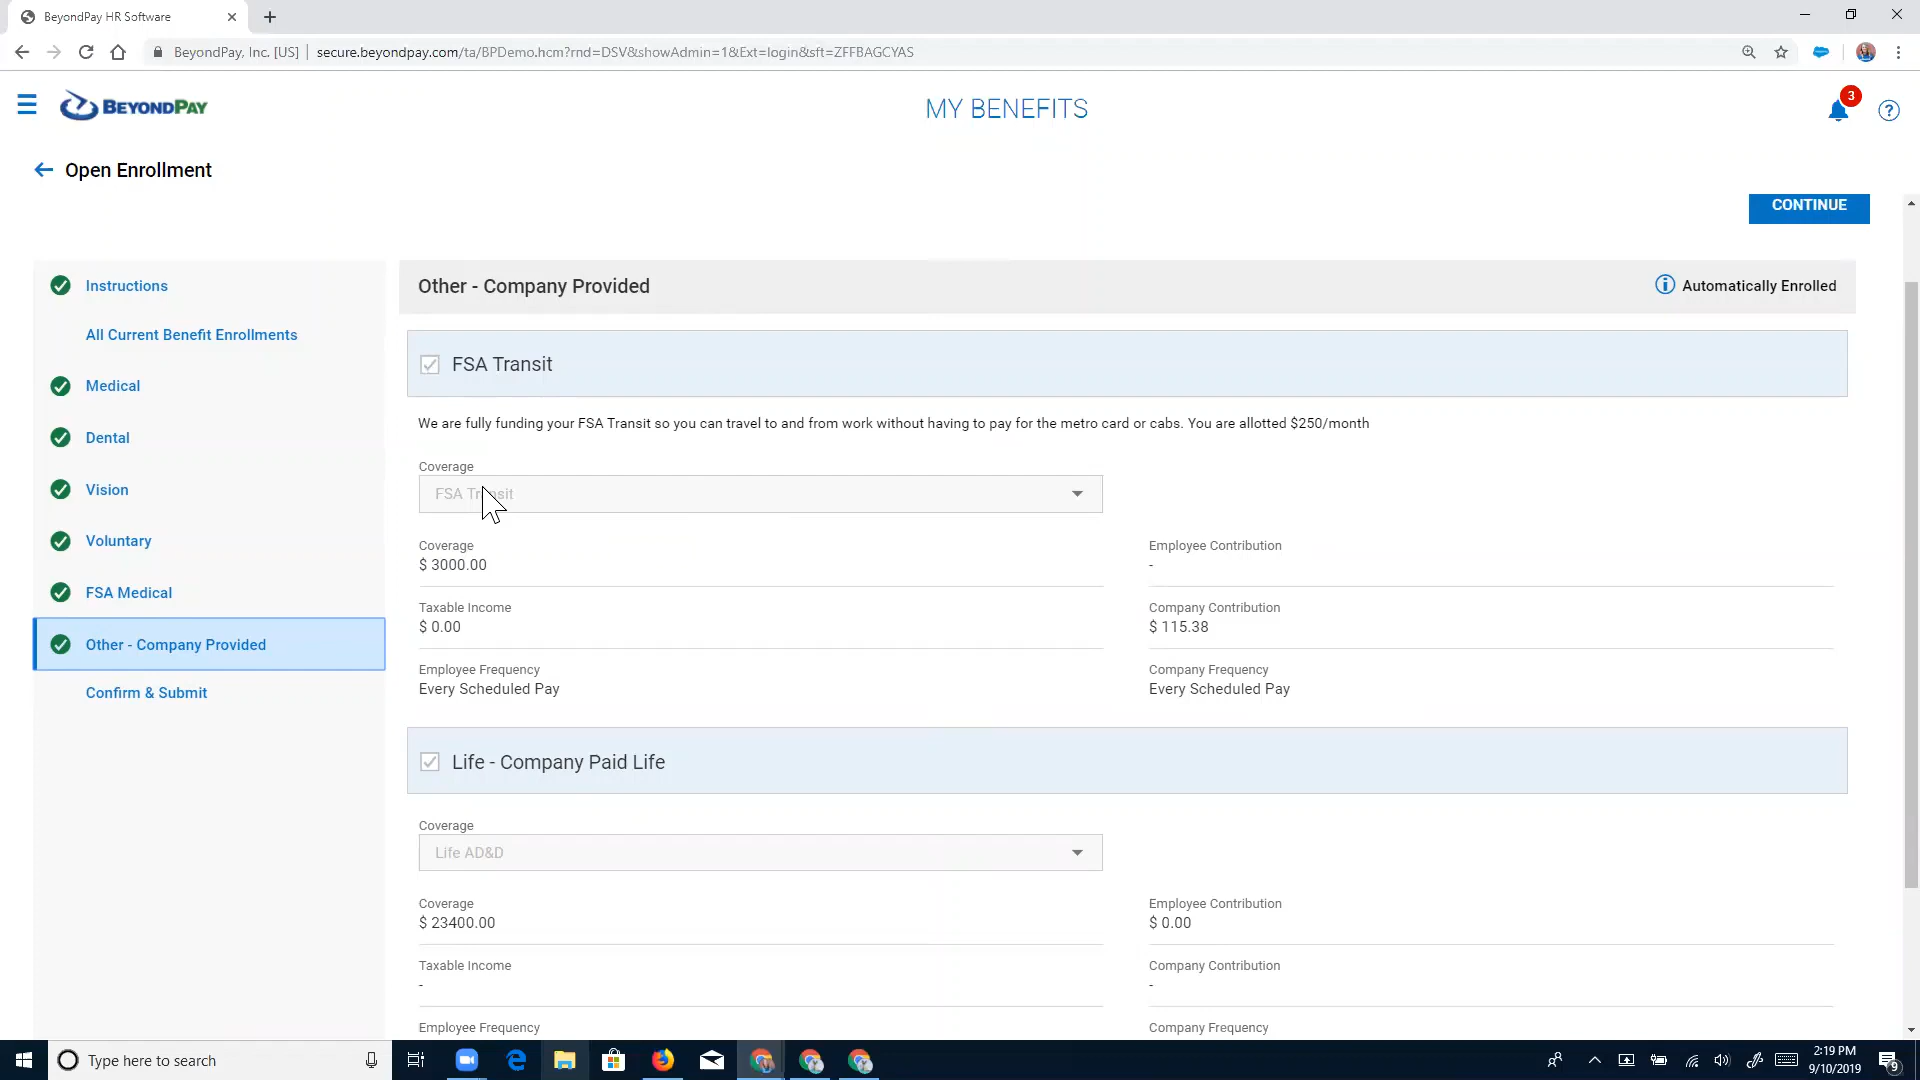 BeyondPay HR Software
BeyondPay, Inc. [US] | secure.beyondpay.com/ta/BPDemo.hcm?rnd=DSV&showAdmin=1&Ext=login&sft=ZFFBAGCYAS
BEYONDPAY
MY BENEFITS
3
?
Open Enrollment
CONTINUE
Instructions
All Current Benefit Enrollments
Medical
Dental
Vision
Voluntary
FSA Medical
Other - Company Provided
Confirm & Submit
Other - Company Provided
Automatically Enrolled
FSA Transit
We are fully funding your FSA Transit so you can travel to and from work without having to pay for the metro card or cabs. You are allotted $250/month
Coverage
FSA Transit
Coverage
$ 3000.00
Employee Contribution
-
Taxable Income
$ 0.00
Company Contribution
$ 115.38
Employee Frequency
Every Scheduled Pay
Company Frequency
Every Scheduled Pay
Life - Company Paid Life
Coverage
Life AD&D
Coverage
$ 23400.00
Employee Contribution
$ 0.00
Taxable Income
-
Company Contribution
-
Employee Frequency
Company Frequency
Type here to search
2:19 PM
9/10/2019
9